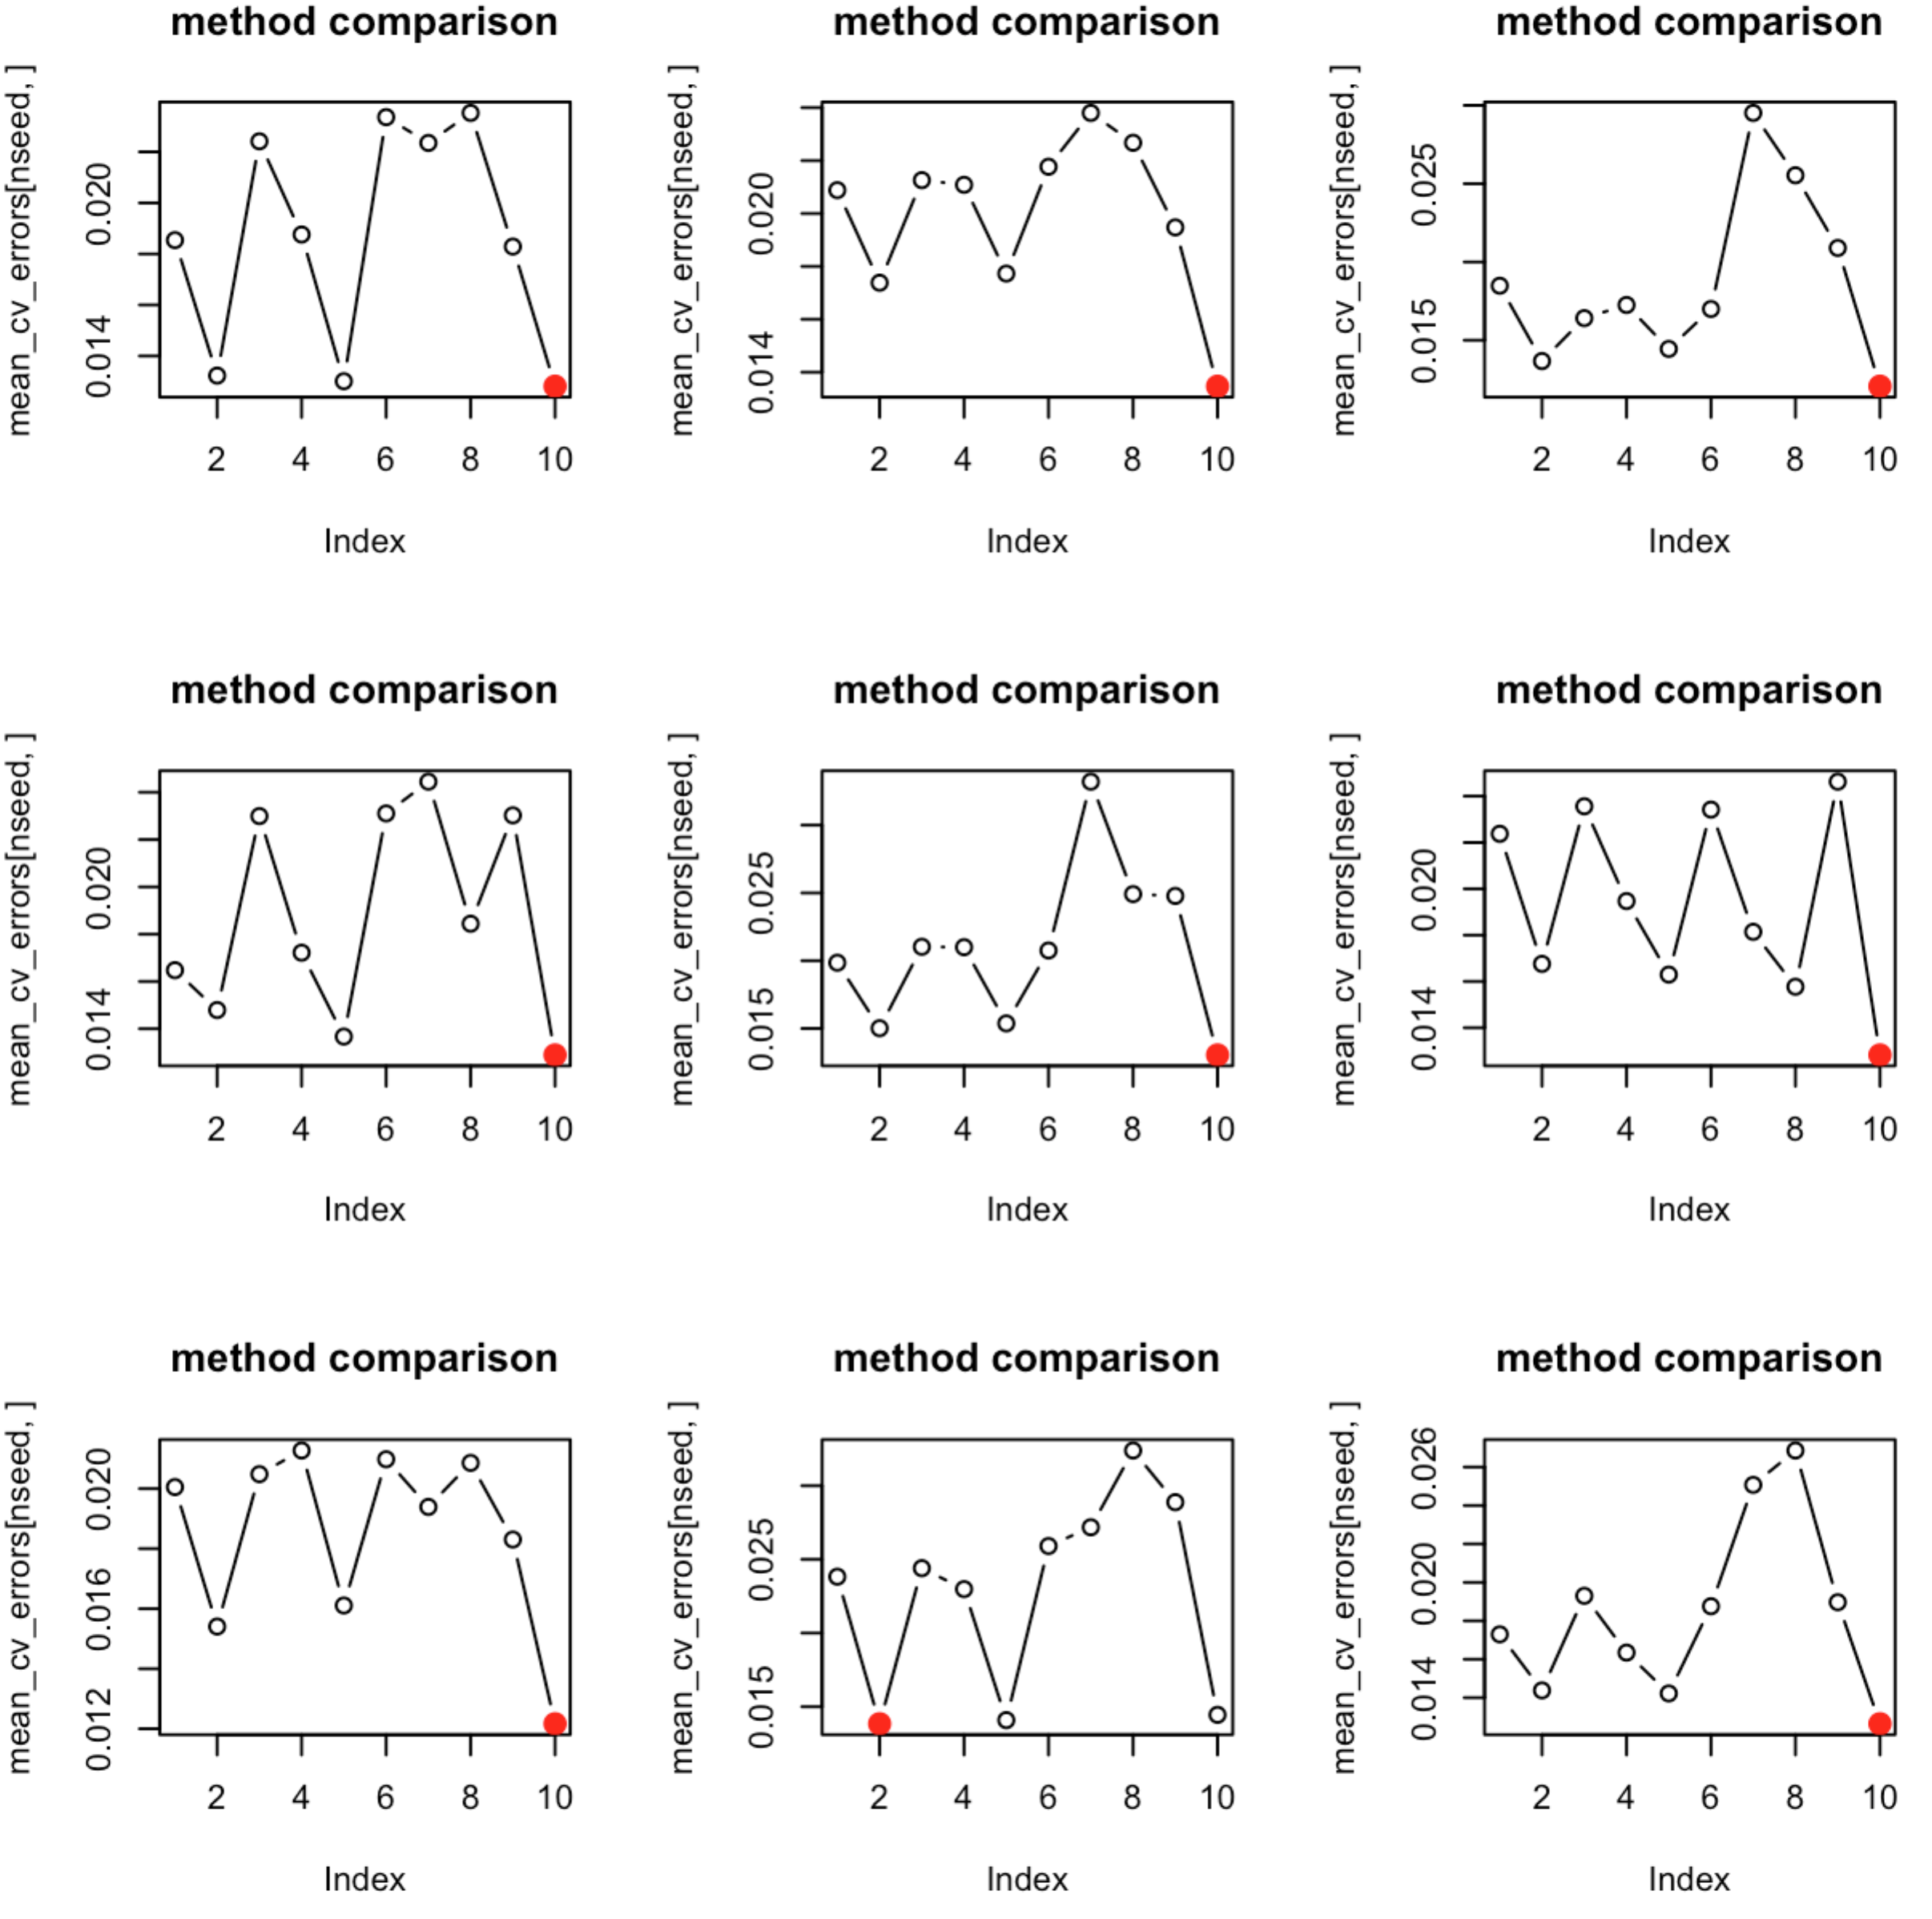 method comparison
mean_cv_errors[nseed, ]
0.020
0.014
2 4 6 8 10
Index
method comparison
mean_cv_errors[nseed, ]
0.020
0.014
2 4 6 8 10
Index
method comparison
mean_cv_errors[nseed, ]
0.025
0.015
2 4 6 8 10
Index
method comparison
mean_cv_errors[nseed, ]
0.020
0.014
2 4 6 8 10
Index
method comparison
mean_cv_errors[nseed, ]
0.025
0.015
2 4 6 8 10
Index
method comparison
mean_cv_errors[nseed, ]
0.020
0.014
2 4 6 8 10
Index
method comparison
mean_cv_errors[nseed, ]
0.020
0.016
0.012
2 4 6 8 10
Index
method comparison
mean_cv_errors[nseed, ]
0.025
0.015
2 4 6 8 10
Index
method comparison
mean_cv_errors[nseed, ]
0.026
0.020
0.014
2 4 6 8 10
Index